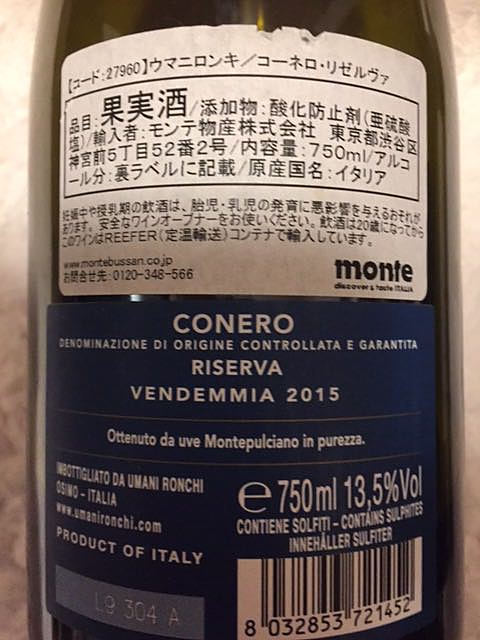 【コード:27960】ウマニロンキ／コーネロ・リゼルヴァ
品目:果実酒/添加物:酸化防止剤(亜硫酸
塩)/輸入者:モンテ物産株式会社 東京都渋谷区
神宮前5丁目52番2号/内容量:750ml/アルコ
ール分:裏ラベルに記載/原産国名:イタリア
妊娠中や授乳期の飲酒は、胎児・乳児の発育に悪影響を与えるおそれが
あります。安全なワインオープナーをお使いください。飲酒は20歳になってから
このワインはREEFER(定温輸送)コンテナで輸入しています。
www.montebussan.co.jp
お問合せ先:0120-348-566
monte
discover & taste ITALIA
CONERO
DENOMINAZIONE DI ORIGINE CONTROLLATA E GARANTITA
RISERVA
VENDEMMIA 2015
Ottenuto da uve Montepulciano in purezza.
IMBOTTIGLIATO DA UMANI RONCHI
OSIMO - ITALIA
www.umanironchi.com
PRODUCT OF ITALY
e 750ml 13,5%Vol
CONTIENE SOLFITI - CONTAINS SULPHITES
INNEHÅLLER SULFITER
L9 304 A
8 032853 721452